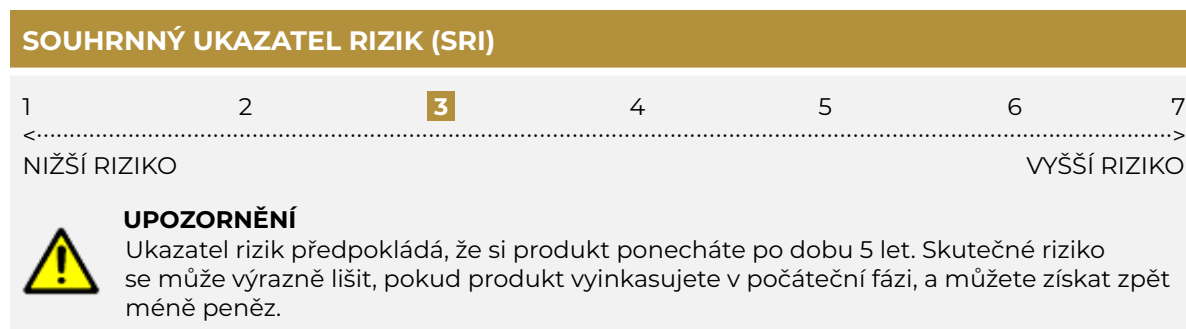 SOUHRNNÝ UKAZATEL RIZIK (SRI)
1 2 3 4 5 6 7
<·····>
NIŽŠÍ RIZIKO VYŠŠÍ RIZIKO
UPOZORNĚNÍ
Ukazatel rizik předpokládá, že si produkt ponecháte po dobu 5 let. Skutečné riziko
se může výrazně lišit, pokud produkt vyinkasujete v počáteční fázi, a můžete získat zpět
méně peněz.